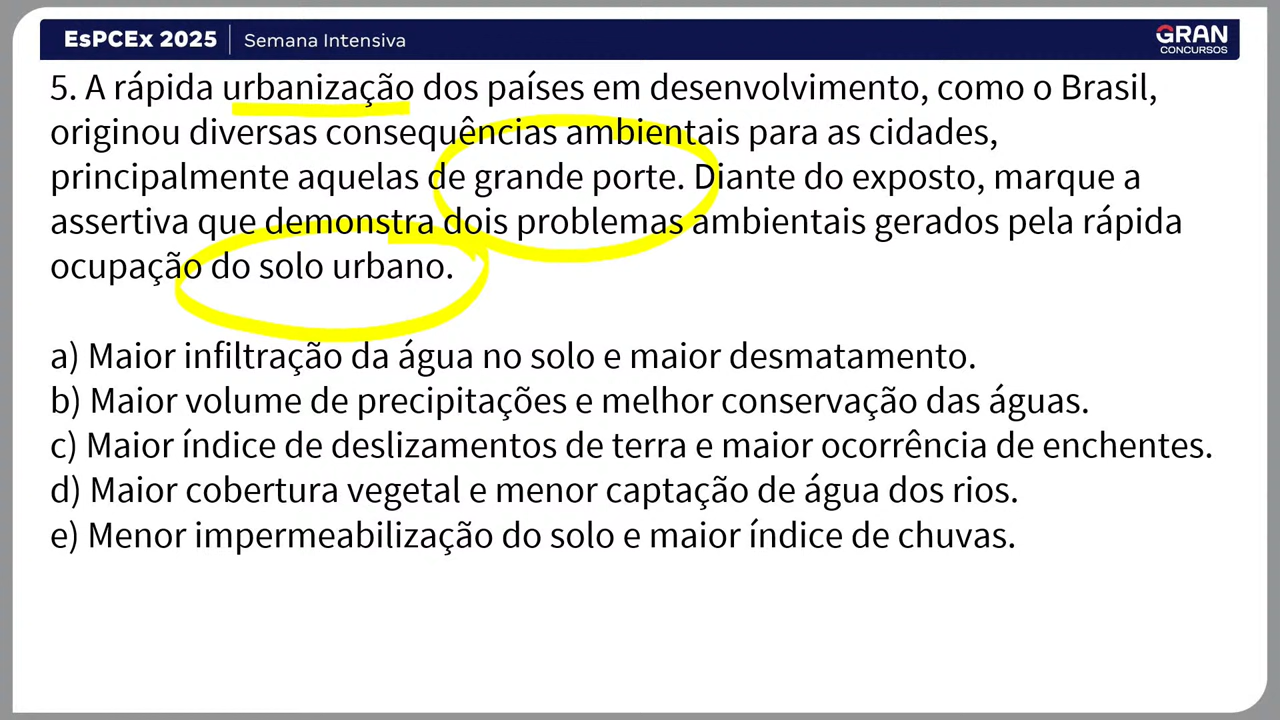 EsPCEx 2025 | Semana Intensiva
GRAN
CONCURSOS
5. A rápida urbanização dos países em desenvolvimento, como o Brasil,
originou diversas consequências ambientais para as cidades,
principalmente aquelas de grande porte. Diante do exposto, marque a
assertiva que demonstra dois problemas ambientais gerados pela rápida
ocupação do solo urbano.
a) Maior infiltração da água no solo e maior desmatamento.
b) Maior volume de precipitações e melhor conservação das águas.
c) Maior índice de deslizamentos de terra e maior ocorrência de enchentes.
d) Maior cobertura vegetal e menor captação de água dos rios.
e) Menor impermeabilização do solo e maior índice de chuvas.